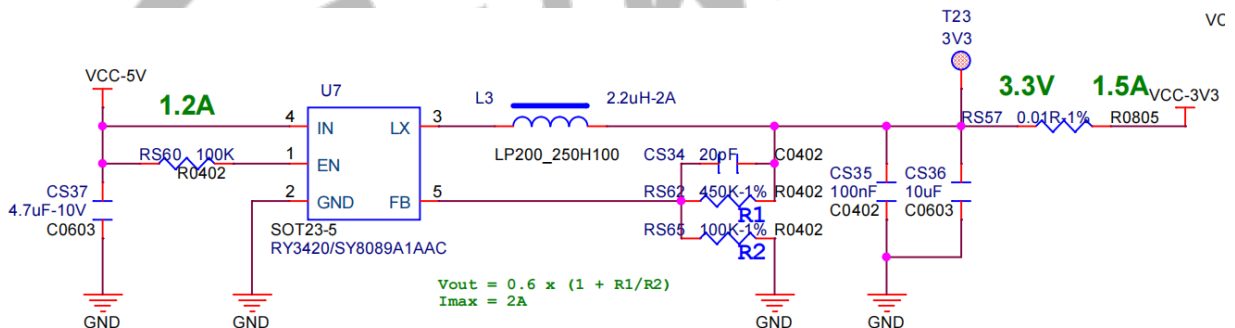 T23
3V3
VC
VCC-5V
1.2A
U7
L3
2.2uH-2A
3.3V
1.5A
VCC-3V3
4
IN
LX
3
RS57
0.01R-1%
R0805
LP200_250H100
RS60
100K
R0402
1
EN
CS34
20pF
C0402
CS37
4.7uF-10V
C0603
2
GND
FB
5
RS62
450K-1%
R0402
R1
CS35
100nF
C0402
CS36
10uF
C0603
SOT23-5
RY3420/SY8089A1AAC
RS65
100K-1%
R0402
R2
Vout = 0.6 x (1 + R1/R2)
Imax = 2A
GND
GND
GND
GND